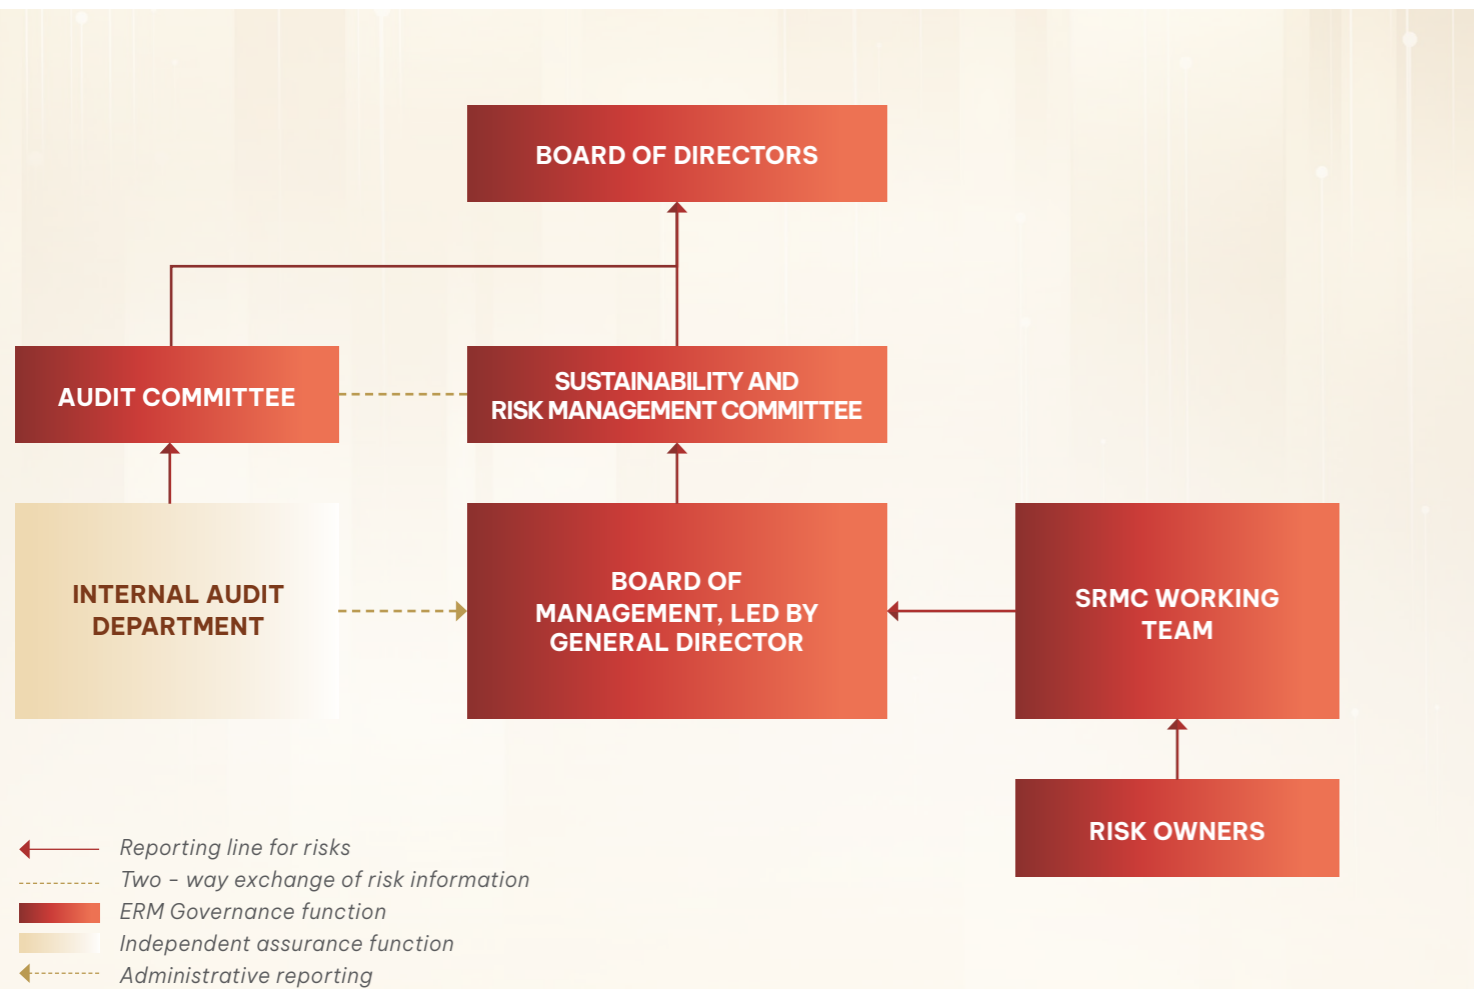 BOARD OF DIRECTORS
AUDIT COMMITTEE
SUSTAINABILITY AND
RISK MANAGEMENT COMMITTEE
INTERNAL AUDIT
DEPARTMENT
BOARD OF
MANAGEMENT, LED BY
GENERAL DIRECTOR
SRMC WORKING
TEAM
RISK OWNERS
Reporting line for risks
Two - way exchange of risk information
ERM Governance function
Independent assurance function
Administrative reporting